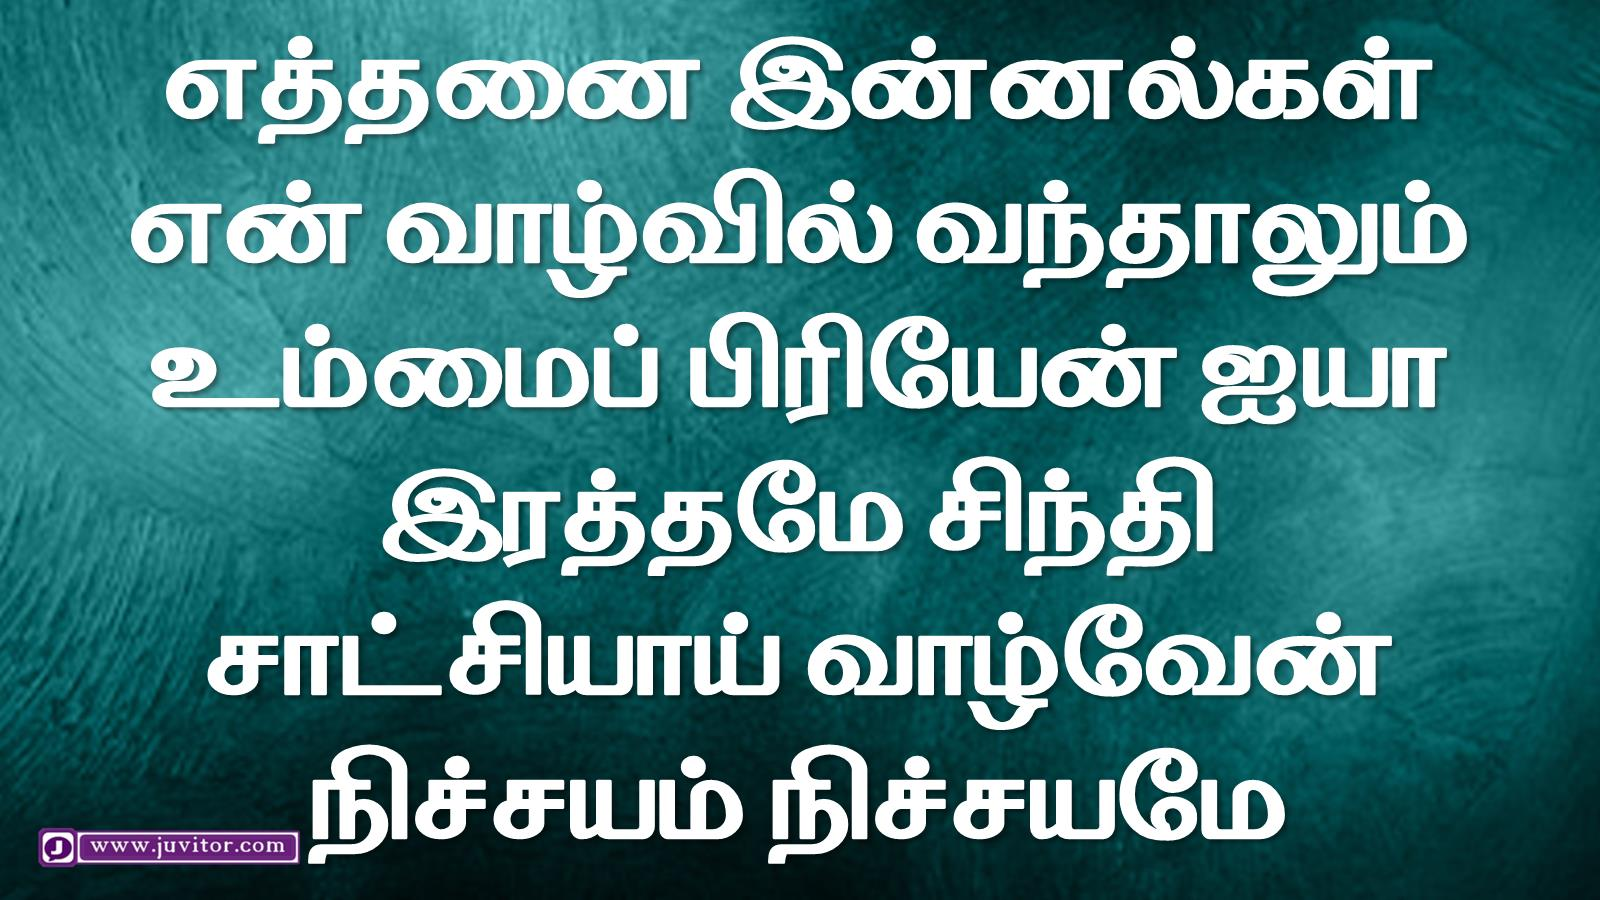 எத்தனை இன்னல்கள்
என் வாழ்வில் வந்தாலும்
உம்மைப் பிரியேன் ஐயா
இரத்தமே சிந்தி
சாட்சியாய் வாழ்வேன்
நிச்சயம் நிச்சயமே
www.juvitor.com